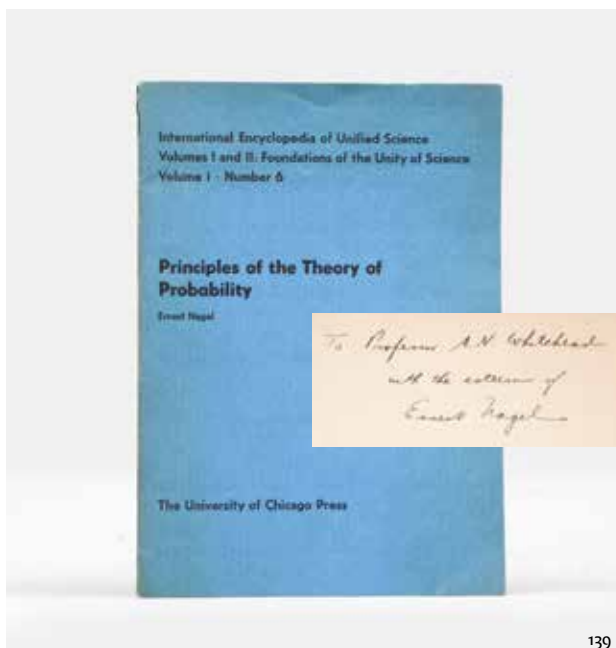 International Encyclopedia of Unified Science
Volumes I and II: Foundations of the Unity of Science
Volume I · Number 6
Principles of the Theory of
Probability
Ernest Nagel
To Professor A. N. Whitehead
with the esteem of
Ernest Nagel
The University of Chicago Press
139